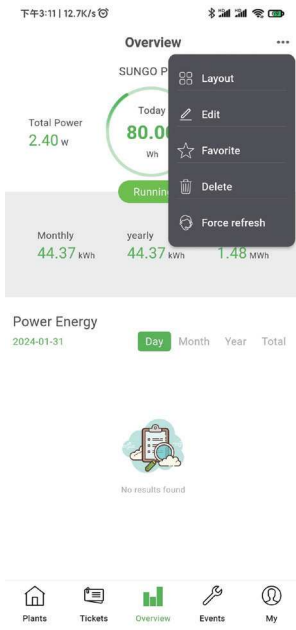 下午3:11 | 12.7K/s
Overview
SUNGO P
Layout
Edit
Favorite
Delete
Force refresh
Total Power
2.40 w
Today
80.00
Wh
Running
Monthly
44.37 kWh
yearly
44.37 kWh
1.48 MWh
Power Energy
2024-01-31
Day Month Year Total
No results found
Plants Tickets Overview Events My